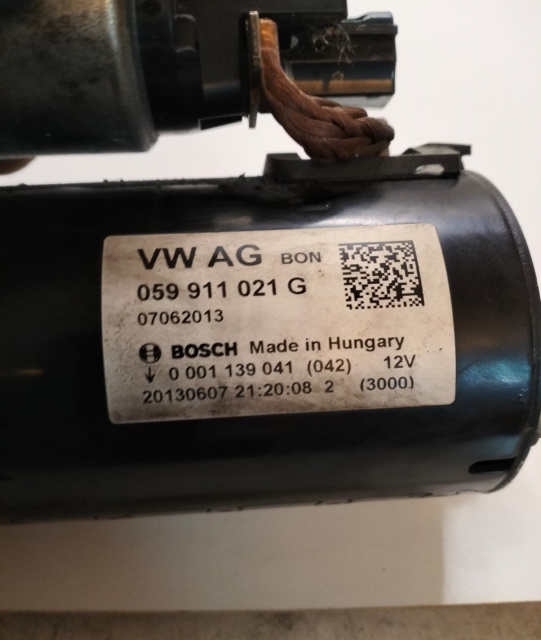 VW AG BON
059 911 021 G
07062013
BOSCH Made in Hungary
↓ 0 001 139 041 (042) 12V
20130607 21:20:08 2 (3000)